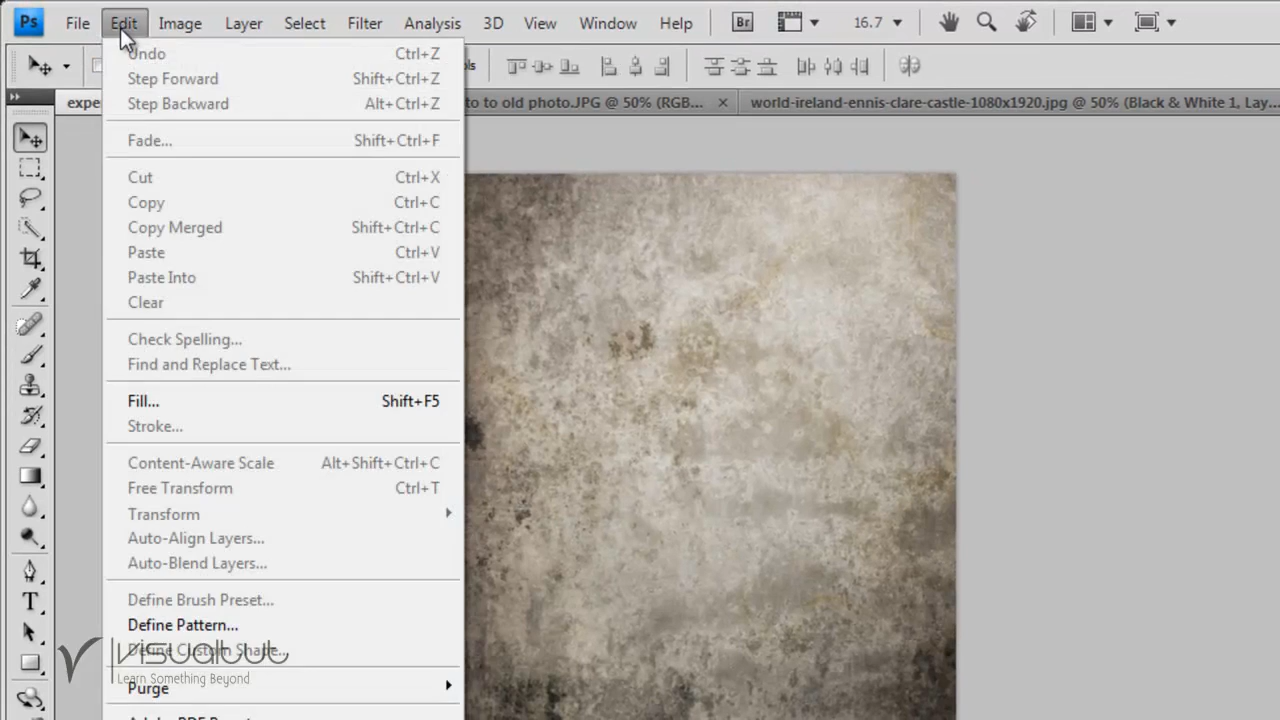 Ps File Edit Image Layer Select Filter Analysis 3D View Window Help Br 16.7
Undo Ctrl+Z
Step Forward Shift+Ctrl+Z
Step Backward Alt+Ctrl+Z
to to old photo.JPG @ 50% (RGB... × world-ireland-ennis-clare-castle-1080x1920.jpg @ 50% (Black & White 1, Lay...
Fade... Shift+Ctrl+F
Cut Ctrl+X
Copy Ctrl+C
Copy Merged Shift+Ctrl+C
Paste Ctrl+V
Paste Into Shift+Ctrl+V
Clear
Check Spelling...
Find and Replace Text...
Fill... Shift+F5
Stroke...
Content-Aware Scale Alt+Shift+Ctrl+C
Free Transform Ctrl+T
Transform
Auto-Align Layers...
Auto-Blend Layers...
Define Brush Preset...
Define Pattern...
Define Custom Shape...
visualtut
Learn Something Beyond
Purge